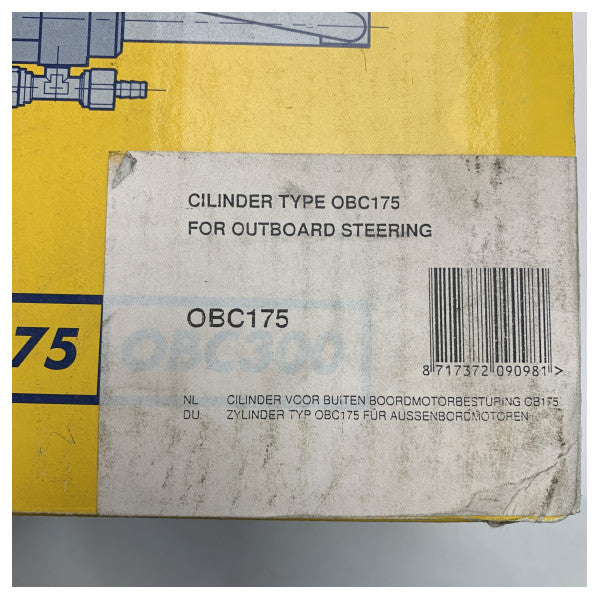 CILINDER TYPE OBC175
FOR OUTBOARD STEERING
OBC175
75
OBC300
8 717372 090981 >
NL CILINDER VOOR BUITEN BOORDMOTORBESTURING CB175
DU ZYLINDER TYP OBC175 FÜR AUSSENBORDMOTOREN